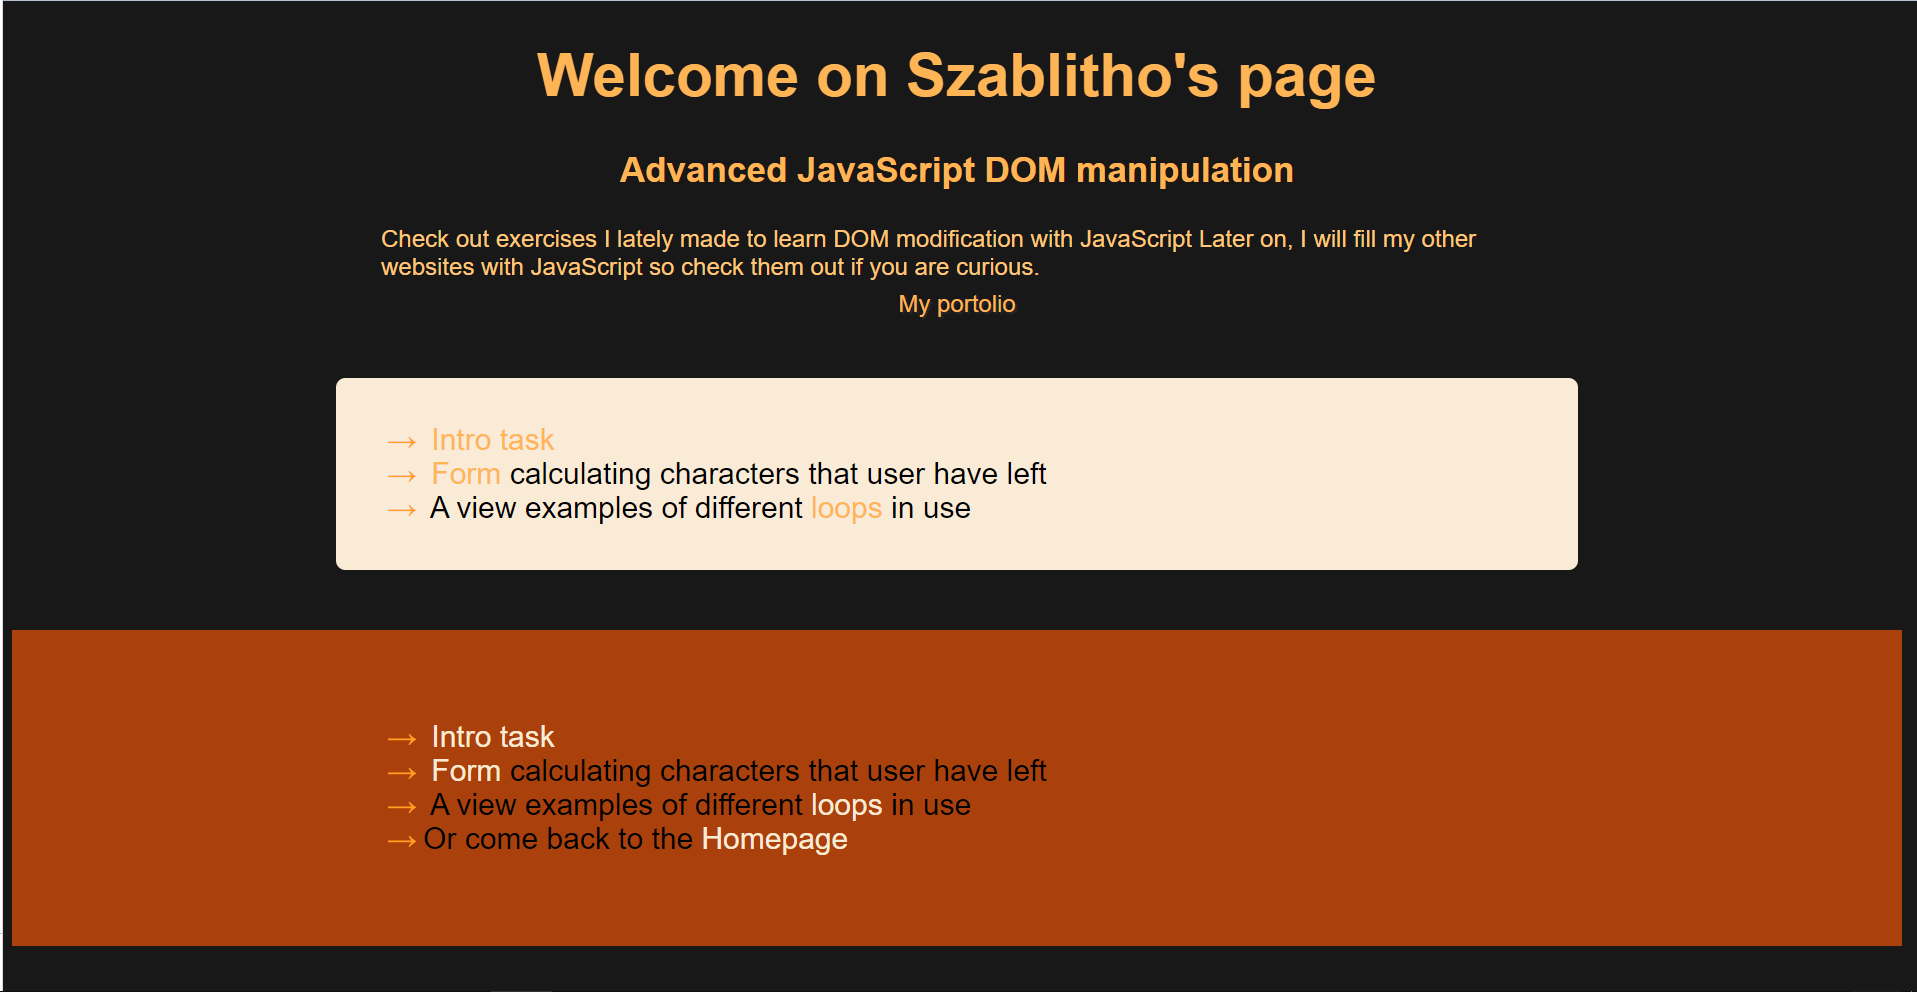 Welcome on Szablitho's page
Advanced JavaScript DOM manipulation
Check out exercises I lately made to learn DOM modification with JavaScript Later on, I will fill my other
websites with JavaScript so check them out if you are curious.
My portolio
→ Intro task
→ Form calculating characters that user have left
→ A view examples of different loops in use
→ Intro task
→ Form calculating characters that user have left
→ A view examples of different loops in use
→ Or come back to the Homepage